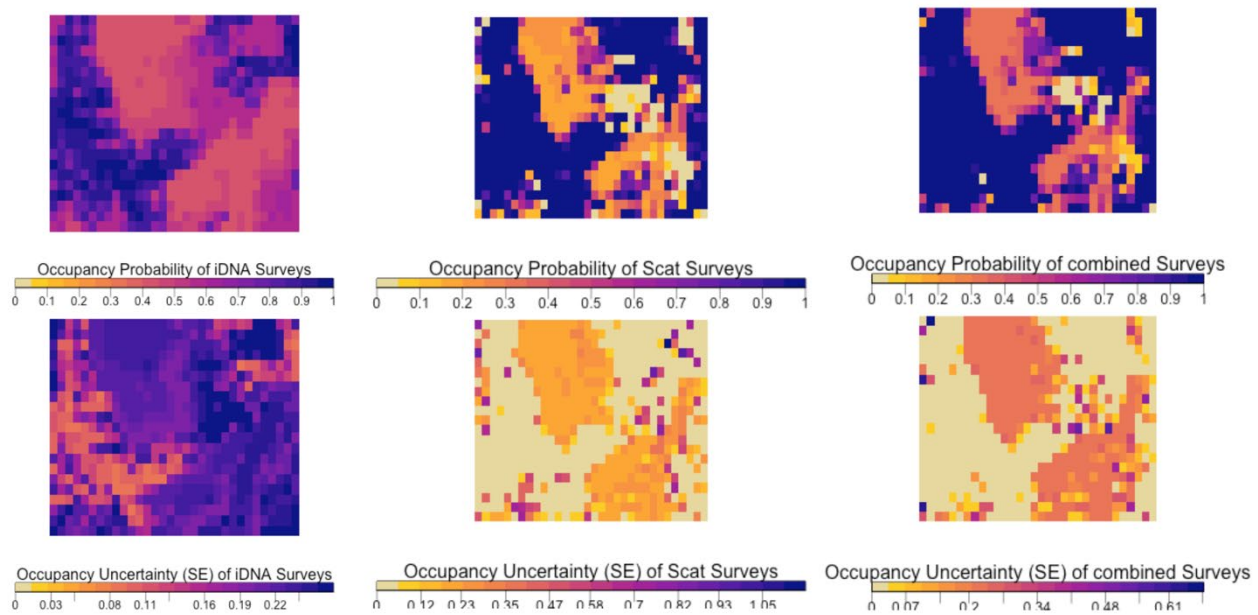 Occupancy Probability of iDNA Surveys
0 0.1 0.2 0.3 0.4 0.5 0.6 0.7 0.8 0.9 1
Occupancy Probability of Scat Surveys
0 0.1 0.2 0.3 0.4 0.5 0.6 0.7 0.8 0.9 1
Occupancy Probability of combined Surveys
0 0.1 0.2 0.3 0.4 0.5 0.6 0.7 0.8 0.9 1
Occupancy Uncertainty (SE) of iDNA Surveys
0 0.03 0.08 0.11 0.16 0.19 0.22
Occupancy Uncertainty (SE) of Scat Surveys
0 0.12 0.23 0.35 0.47 0.58 0.7 0.82 0.93 1.05
Occupancy Uncertainty (SE) of combined Surveys
0 0.07 0.2 0.34 0.48 0.61